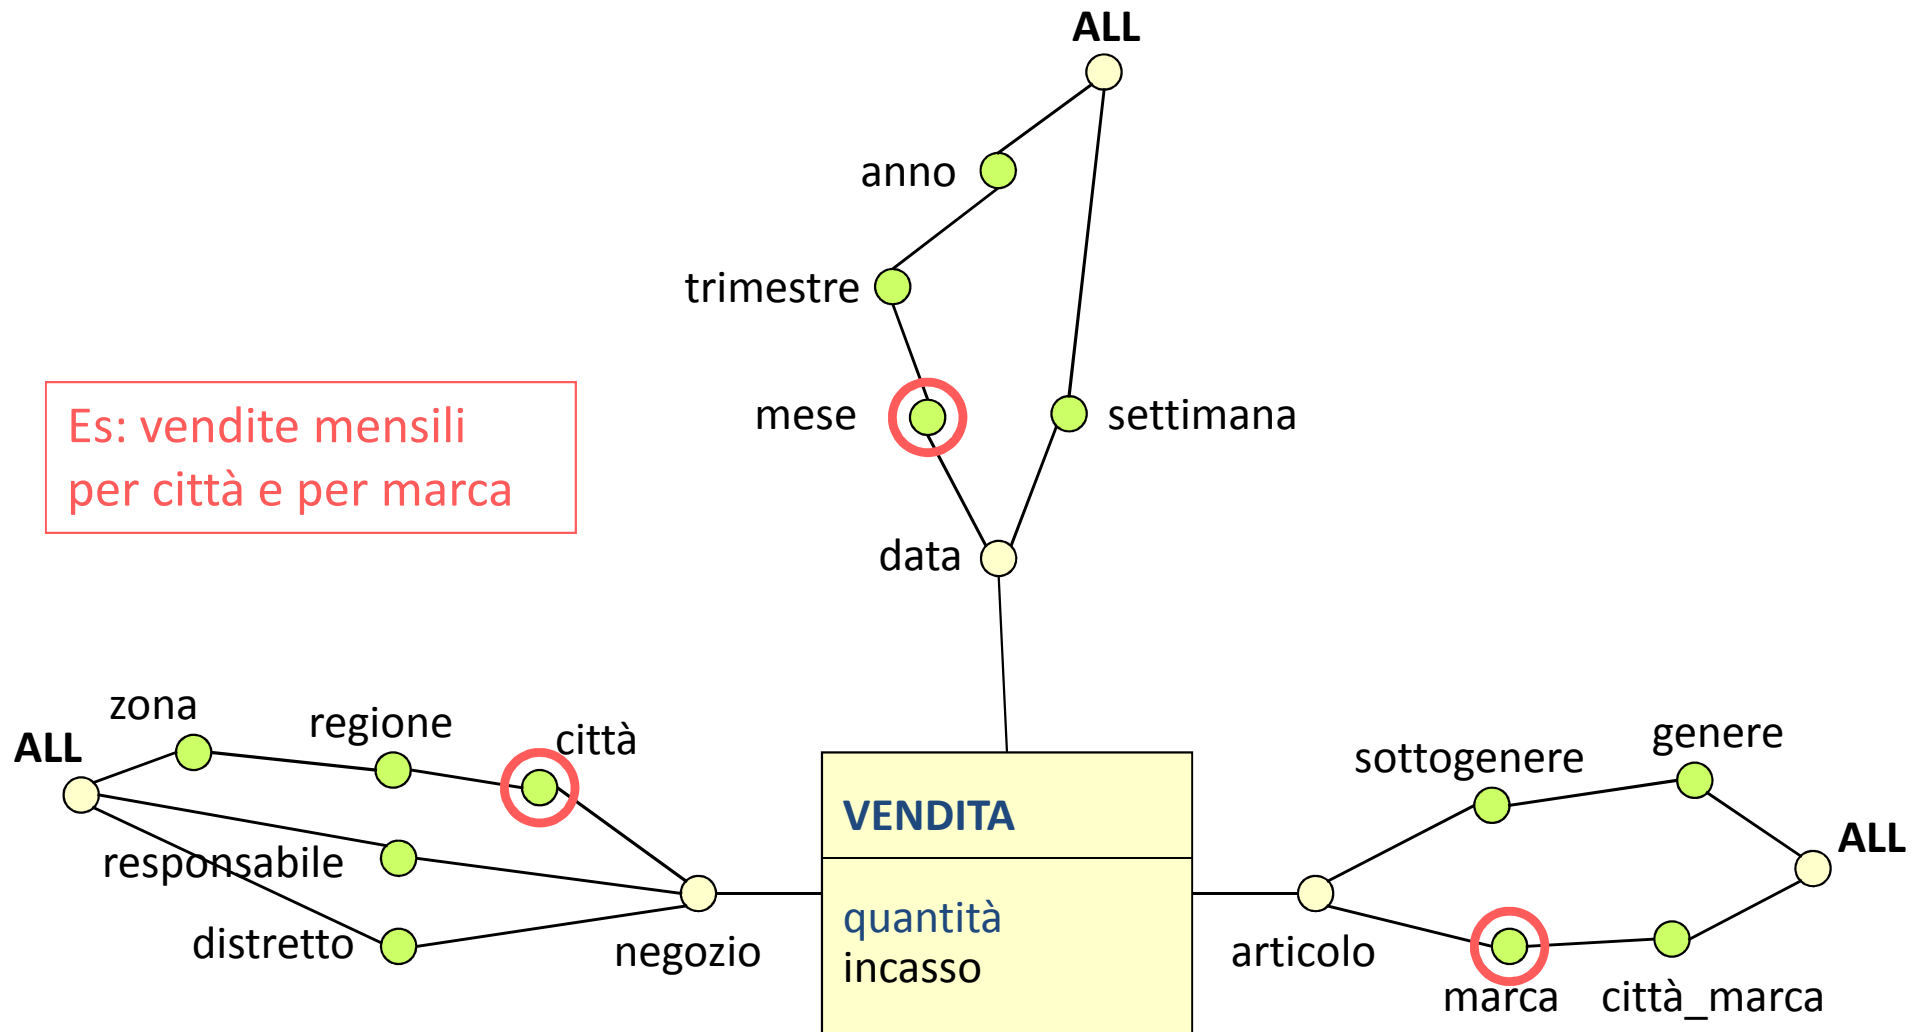 ALL
anno
trimestre
mese
settimana
Es: vendite mensili
per città e per marca
data
zona
regione
città
ALL
responsabile
distretto
negozio
VENDITA
quantità
incasso
sottogenere
genere
ALL
articolo
marca
città_marca